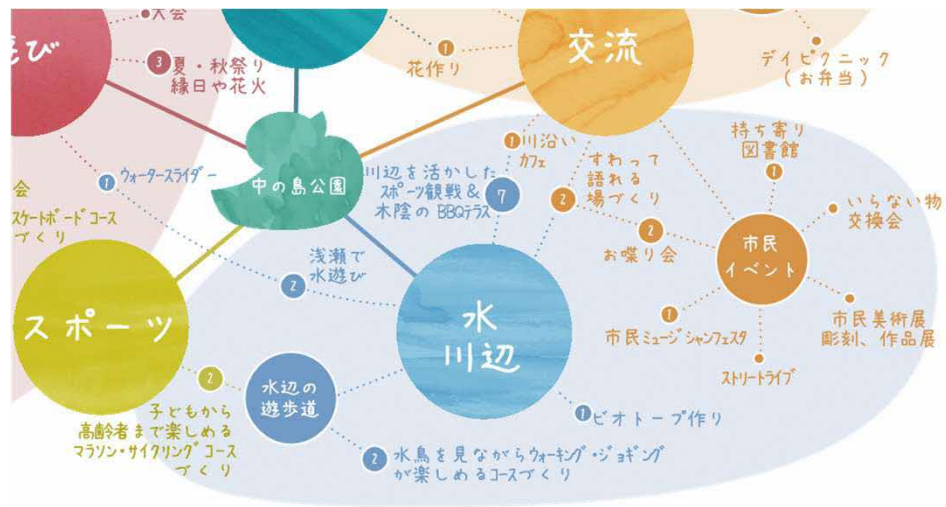 大会
遊び
3
夏・秋祭り
縁日や花火
1
花作り
交流
デイピクニック
(お弁当)
1
ウォータースライダー
会
スケートボードコース
づくり
中の島公園
川辺を活かした
スポーツ観戦&
木陰の BBQテラス
7
1
川沿い
カフェ
すわって
語れる
場づくり
2
2
お喋り会
持ち寄り
図書館
1
いらない物
交換会
市民
イベント
1
市民ミュージシャンフェスタ
市民美術展
彫刻、作品展
ストリートライブ
浅瀬で
水遊び
2
スポーツ
水
川辺
2
水辺の
遊歩道
子どもから
高齢者まで楽しめる
マラソン・サイクリングコース
づくり
1
ビオトープ作り
2
水鳥を見ながらウォーキング・ジョギング
が楽しめるコースづくり